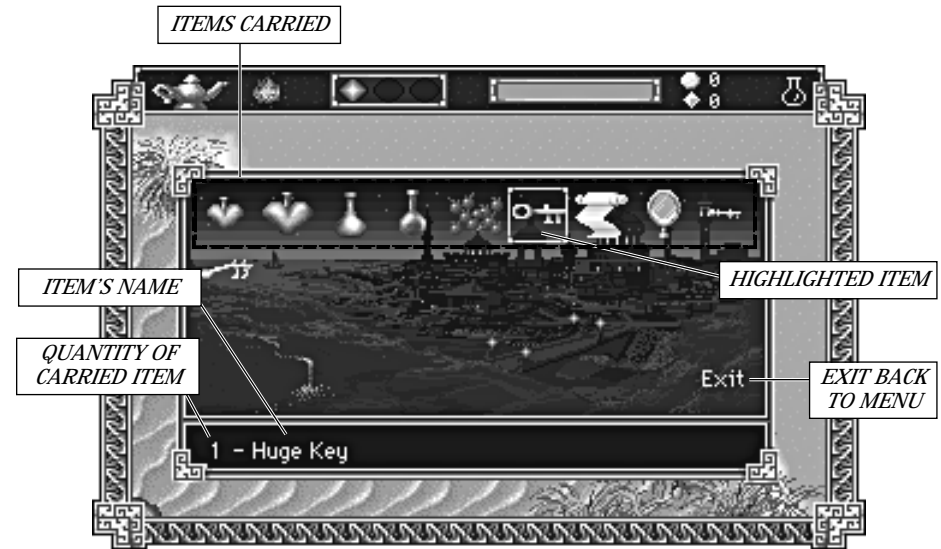 ITEMS CARRIED
0
0
HIGHLIGHTED ITEM
ITEM'S NAME
QUANTITY OF
CARRIED ITEM
Exit
EXIT BACK
TO MENU
1 - Huge Key